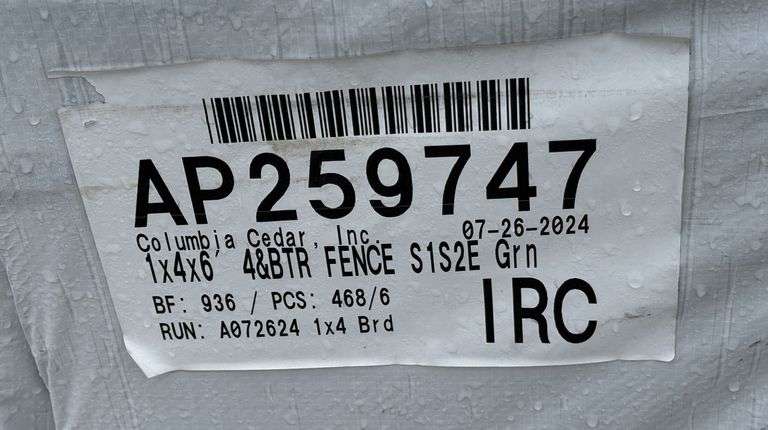 AP259747
Columbia Cedar, Inc. 07-26-2024
1x4x6' 4&BTR FENCE S1S2E Grn
BF: 936 / PCS: 468/6
RUN: A072624 1x4 Brd
IRC